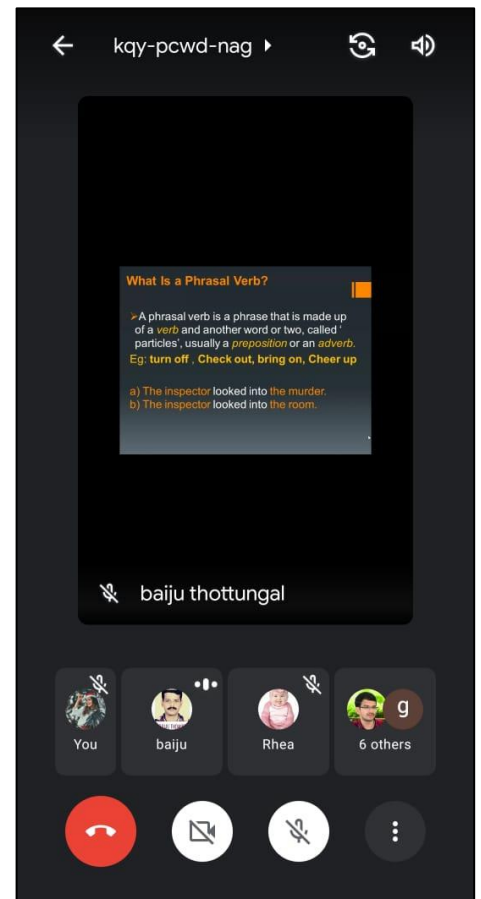 kqy-pcwd-nag
What Is a Phrasal Verb?
➢A phrasal verb is a phrase that is made up
of a verb and another word or two, called '
particles', usually a preposition or an adverb.
Eg: turn off , Check out, bring on, Cheer up
a) The inspector looked into the murder.
b) The inspector looked into the room.
baiju thottungal
g
You
baiju
Rhea
6 others